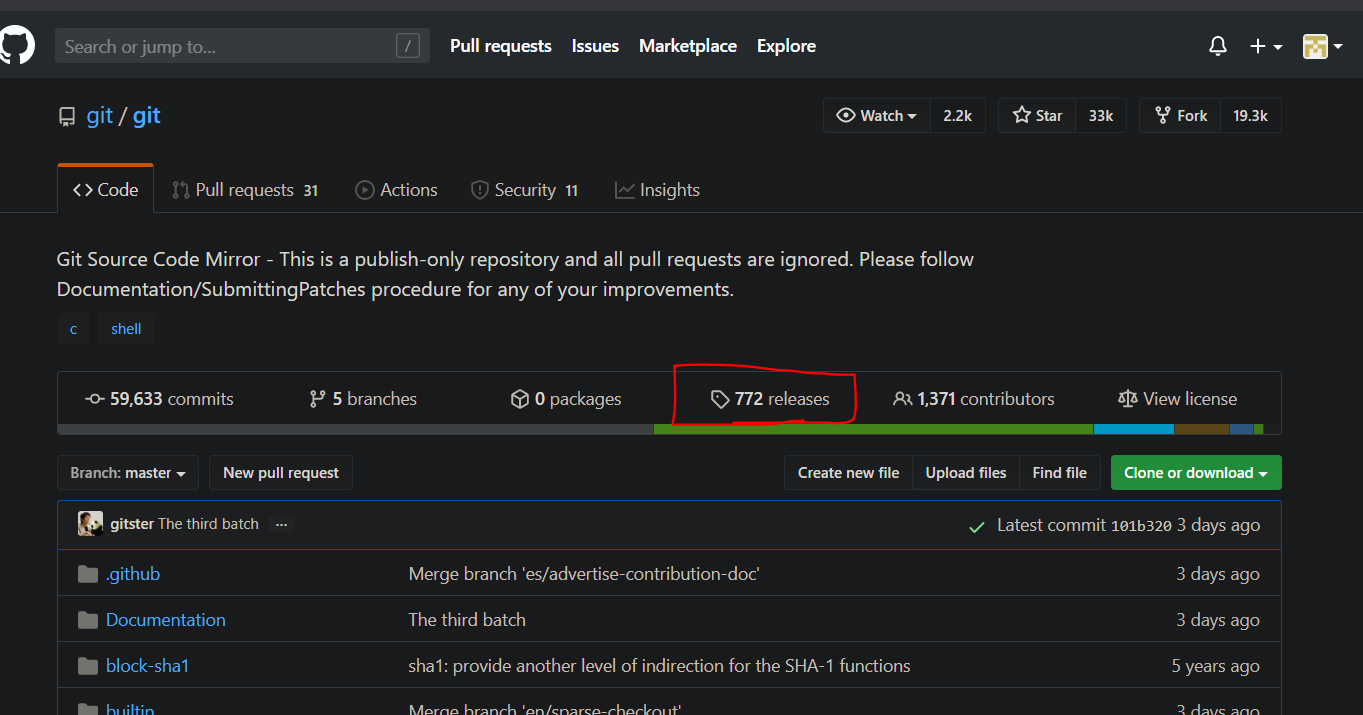 Search or jump to... / Pull requests Issues Marketplace Explore
git / git Watch 2.2k Star 33k Fork 19.3k
Code Pull requests 31 Actions Security 11 Insights
Git Source Code Mirror - This is a publish-only repository and all pull requests are ignored. Please follow
Documentation/SubmittingPatches procedure for any of your improvements.
c shell
59,633 commits 5 branches 0 packages 772 releases 1,371 contributors View license
Branch: master New pull request Create new file Upload files Find file Clone or download
gitster The third batch ... Latest commit 101b320 3 days ago
.github Merge branch 'es/advertise-contribution-doc' 3 days ago
Documentation The third batch 3 days ago
block-sha1 sha1: provide another level of indirection for the SHA-1 functions 5 years ago
builtin Merge branch 'en/sparse-checkout' 3 days ago